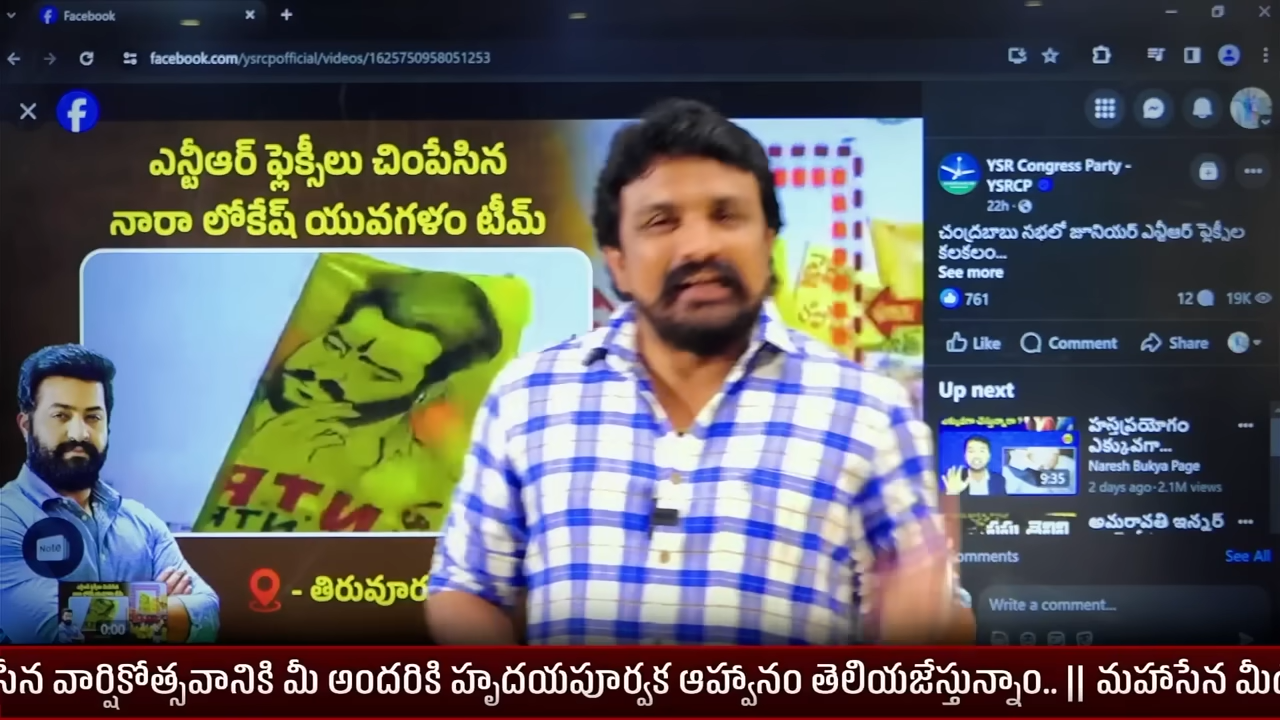 Facebook
facebook.com/ysrcpofficial/videos/1625750958051253
ఎన్టీఆర్ ఫ్లెక్సీలు చింపేసిన
నారా లోకేష్ యువగళం టీమ్
NTR
- తిరువూరు
Note
0:00
YSR Congress Party -
YSRCP
22h
చంద్రబాబు సభలో జూనియర్ ఎన్టీఆర్ ఫ్లెక్సీల
కలకలం...
See more
761
12
19K
Like
Comment
Share
Up next
హస్తప్రయోగం
ఎక్కువగా...
Naresh Bukya Page
2 days ago·2.1M views
9:35
అమరావతి ఇన్నర్
omments
See All
Write a comment...
సేన వార్షికోత్సవానికి మీ అందరికి హృదయపూర్వక ఆహ్వానం తెలియజేస్తున్నాం.. || మహాసేన మీడ